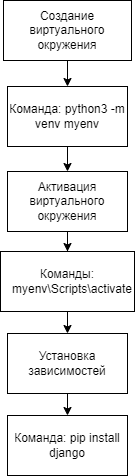 Создание
виртуального
окружения
Команда: python3 -m
venv myenv
Активация
виртуального
окружения
Команды:
myenv\Scripts\activate
Установка
зависимостей
Команда: pip install
django